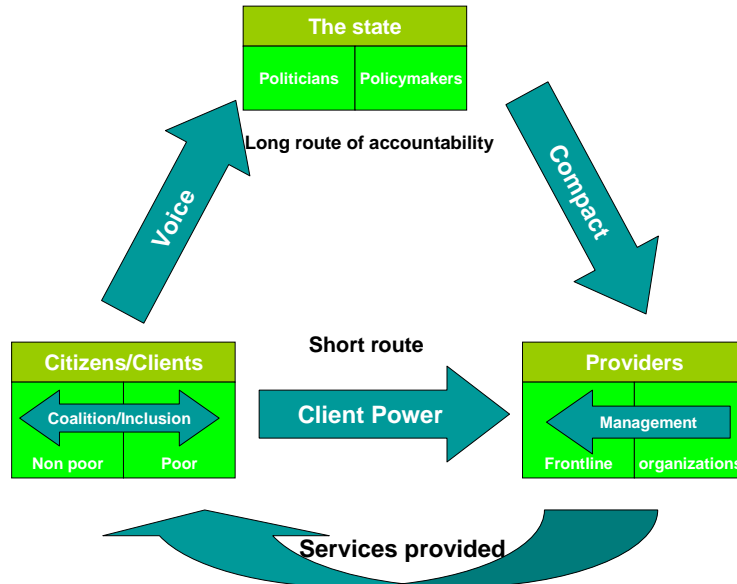 The state
Politicians
Policymakers
Long route of accountability
Voice
Compact
Short route
Citizens/Clients
Providers
Coalition/Inclusion
Client Power
Management
Non poor
Poor
Frontline
organizations
Services provided